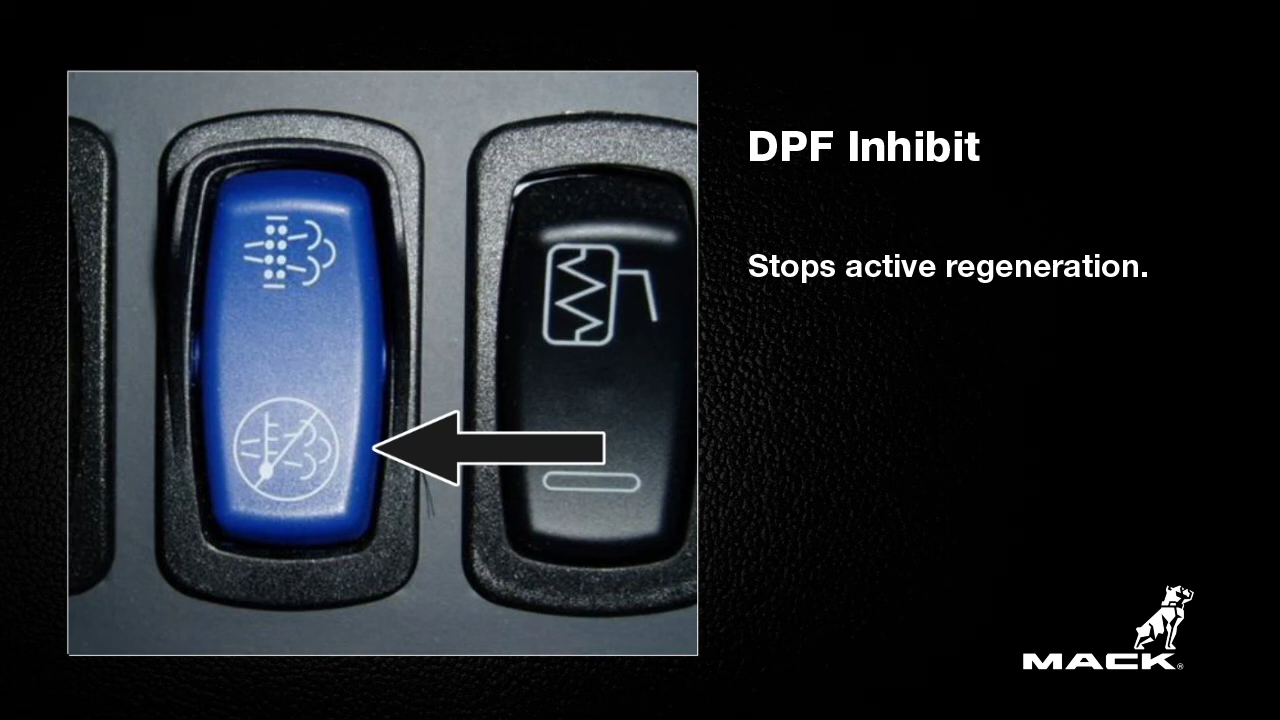 DPF Inhibit
Stops active regeneration.
MACK®